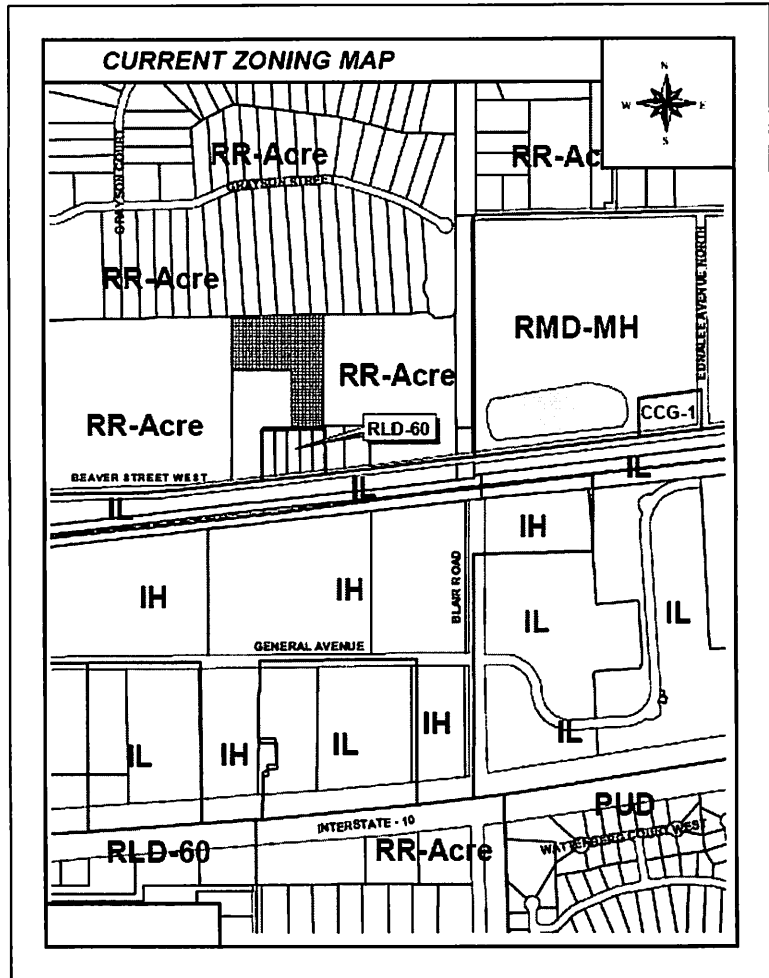 CURRENT ZONING MAP
N
W E
S
RR-Acre
RR-Ac
GRAYSON COURT
GRAYSON STREET
RR-Acre
EDNALEE AVENUE NORTH
RMD-MH
RR-Acre
CCG-1
RR-Acre
RLD-60
BEAVER STREET WEST
IL
IL
IL
IH
BLAIR ROAD
IH
IH
IL
IL
GENERAL AVENUE
IH
IL
IH
IL
IL
PUD
INTERSTATE - 10
WATTENBERG COURT WEST
RLD-60
RR-Acre